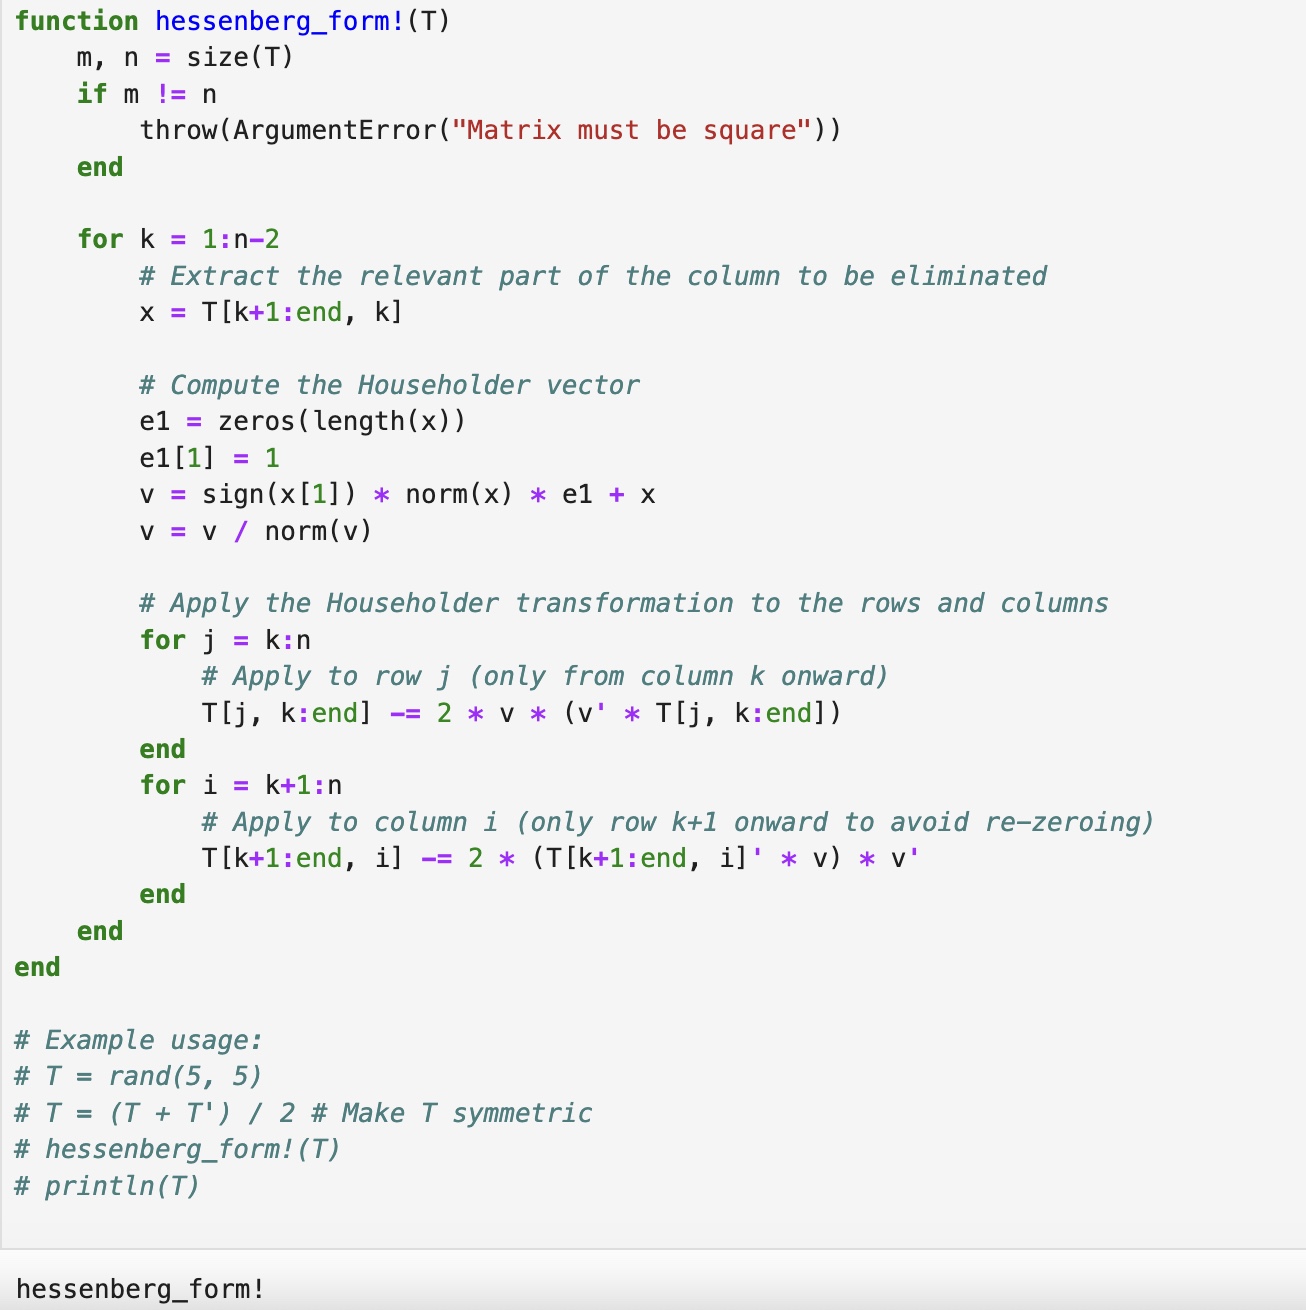 function hessenberg_form!(T)
    m, n = size(T)
    if m != n
        throw(ArgumentError("Matrix must be square"))
    end

    for k = 1:n-2
        # Extract the relevant part of the column to be eliminated
        x = T[k+1:end, k]

        # Compute the Householder vector
        e1 = zeros(length(x))
        e1[1] = 1
        v = sign(x[1]) * norm(x) * e1 + x
        v = v / norm(v)

        # Apply the Householder transformation to the rows and columns
        for j = k:n
            # Apply to row j (only from column k onward)
            T[j, k:end] -= 2 * v * (v' * T[j, k:end])
        end
        for i = k+1:n
            # Apply to column i (only row k+1 onward to avoid re-zeroing)
            T[k+1:end, i] -= 2 * (T[k+1:end, i]' * v) * v'
        end
    end
end

# Example usage:
# T = rand(5, 5)
# T = (T + T') / 2 # Make T symmetric
# hessenberg_form!(T)
# println(T)

hessenberg_form!